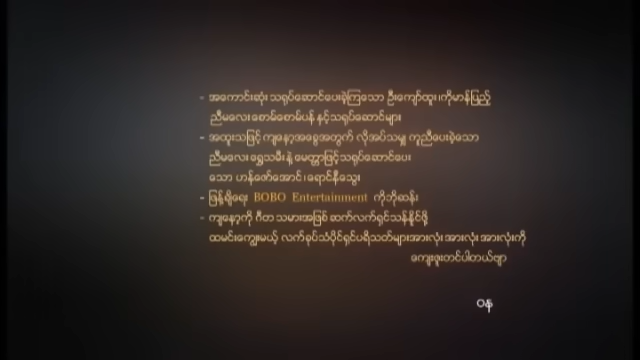 - အကောင်းဆုံး သရုပ်ဆောင်ပေးခဲ့ကြသော ဦးကျော်ထူး ၊ ကိုမာန်ပြည့်
ညီမလေး စောမ်စောမ်ပန် နှင့်သရုပ်ဆောင်များ
- အထူးသဖြင့် ကျနော့အခွေအတွက် လိုအပ်သမျှ ကူညီပေးခဲ့သော
ညီမလေး ရွှေသမီး နဲ့ မေတ္တာဖြင့်သရုပ်ဆောင်ပေး
သော ဟန်ဇော်အောင် ၊ ရောင်နီသွေး
- ဖြန့်ချိရေး BOBO Entertainment ကိုဘိုဆန်း
- ကျနော့ကို ဂီတ သမားအဖြစ် ဆက်လက်ရှင်သန်နိုင်ဖို့
ထမင်းကျွေးမယ့် လက်ခုပ်သံပိုင်ရှင်ပရိသတ်များအားလုံး အားလုံး အားလုံးကို
ကျေးဇူးတင်ပါတယ်ဗျာ
ဝန